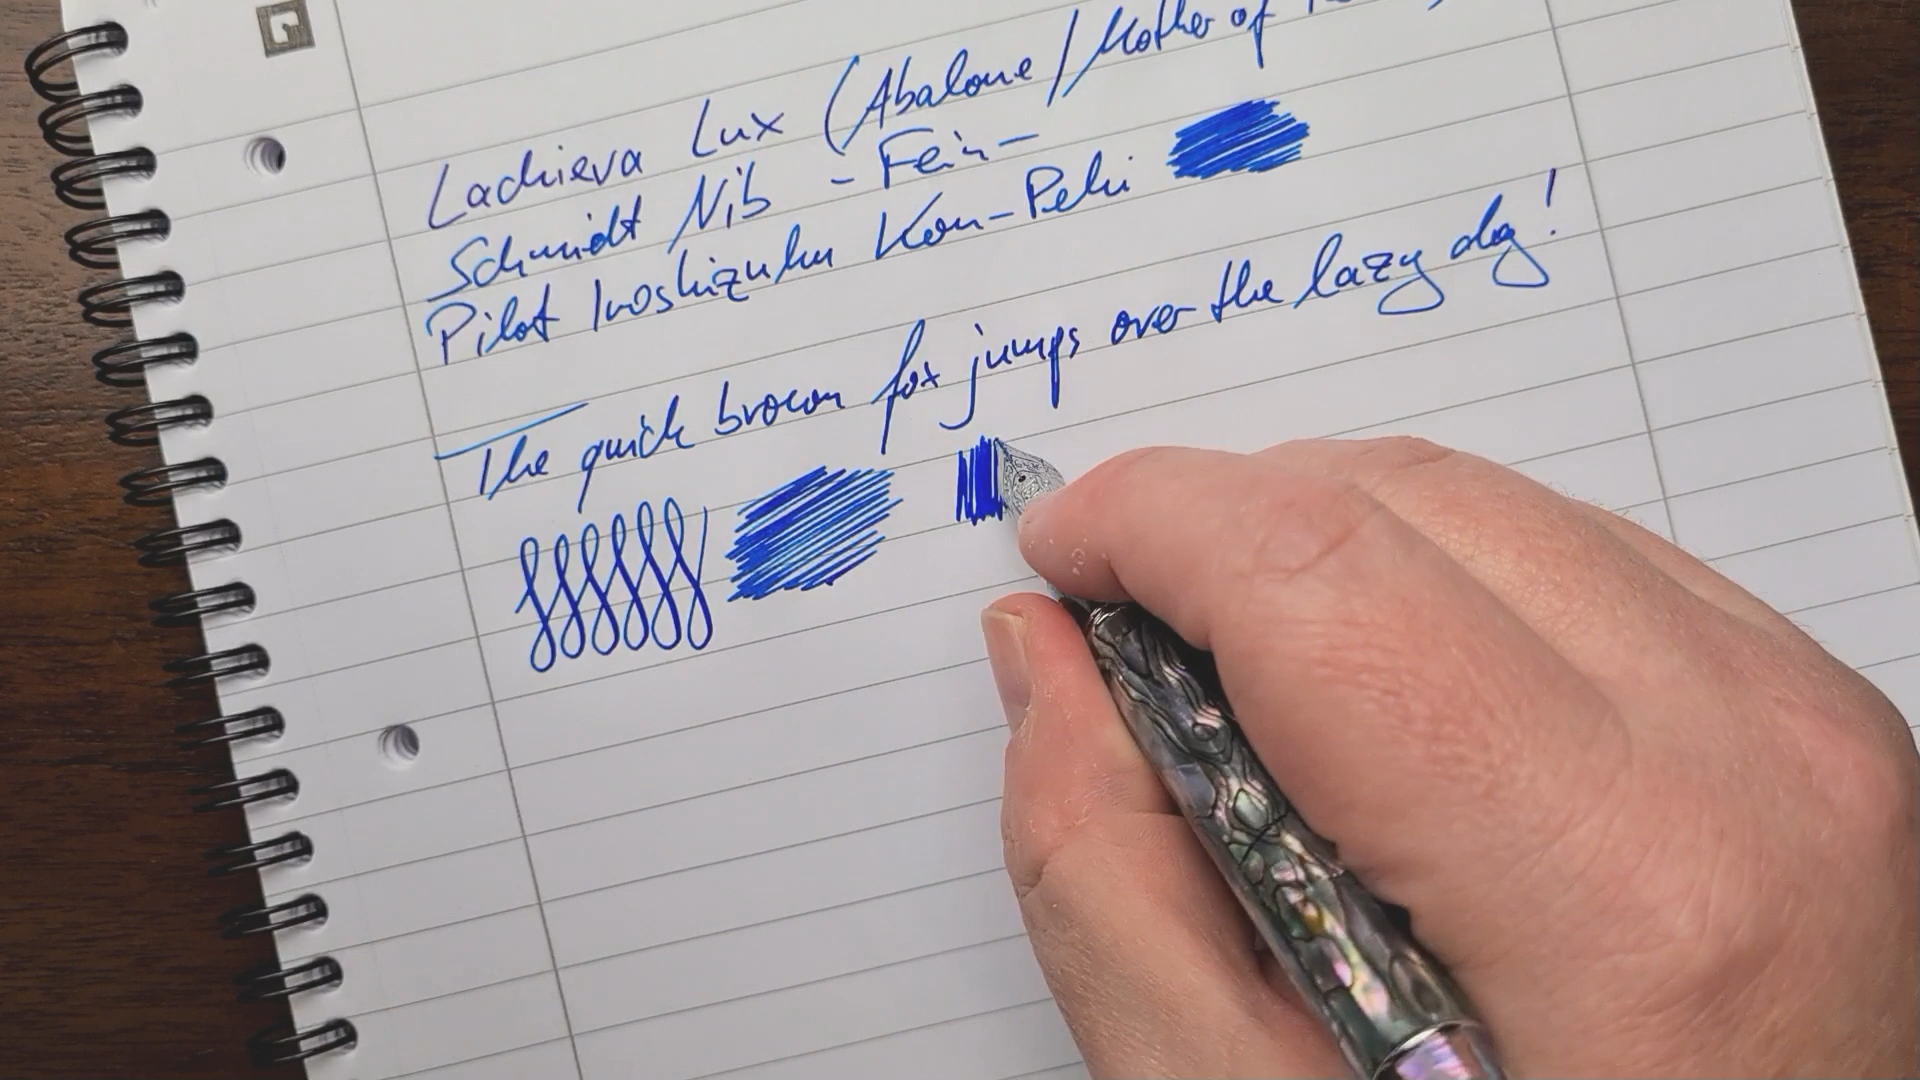 Lachieva Lux (Abalone / Mother of
Schmidt Nib - Fein -
Pilot Iroshizuku Kon-Peki
The quick brown fox jumps over the lazy dog!